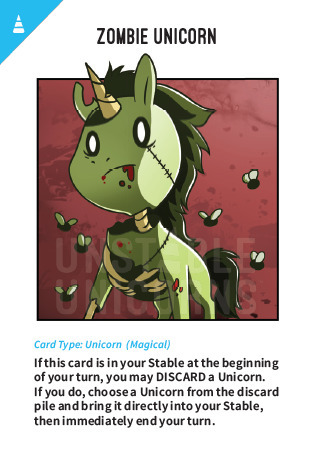 ZOMBIE UNICORN
UNSTABLE
UNICORNS
Card Type: Unicorn (Magical)
If this card is in your Stable at the beginning
of your turn, you may DISCARD a Unicorn.
If you do, choose a Unicorn from the discard
pile and bring it directly into your Stable,
then immediately end your turn.